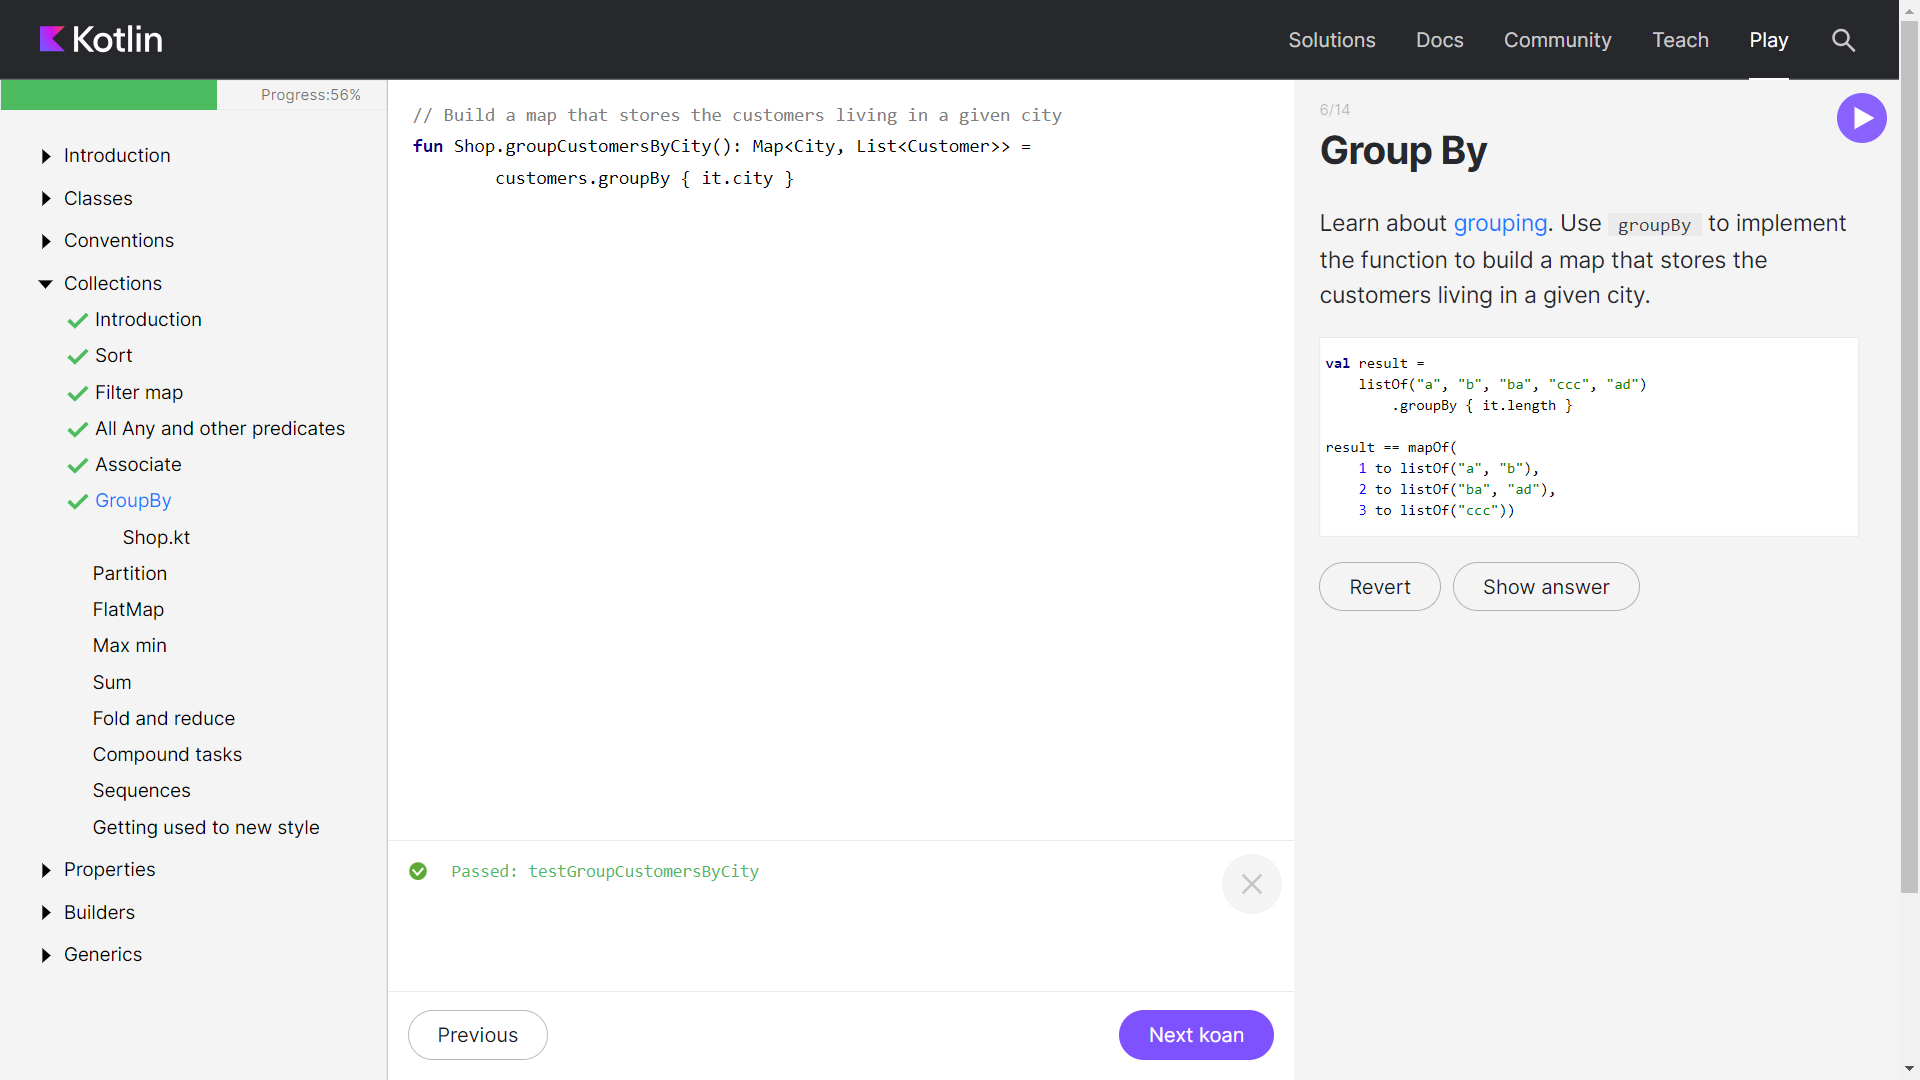 Kotlin
Solutions
Docs
Community
Teach
Play
Progress:56%
Introduction
Classes
Conventions
Collections
Introduction
Sort
Filter map
All Any and other predicates
Associate
GroupBy
Shop.kt
Partition
FlatMap
Max min
Sum
Fold and reduce
Compound tasks
Sequences
Getting used to new style
Properties
Builders
Generics
// Build a map that stores the customers living in a given city
fun Shop.groupCustomersByCity(): Map<City, List<Customer>> =
customers.groupBy { it.city }
Passed: testGroupCustomersByCity
Previous
Next koan
6/14
Group By
Learn about grouping. Use groupBy to implement
the function to build a map that stores the
customers living in a given city.
val result =
listOf("a", "b", "ba", "ccc", "ad")
.groupBy { it.length }
result == mapOf(
1 to listOf("a", "b"),
2 to listOf("ba", "ad"),
3 to listOf("ccc"))
Revert
Show answer